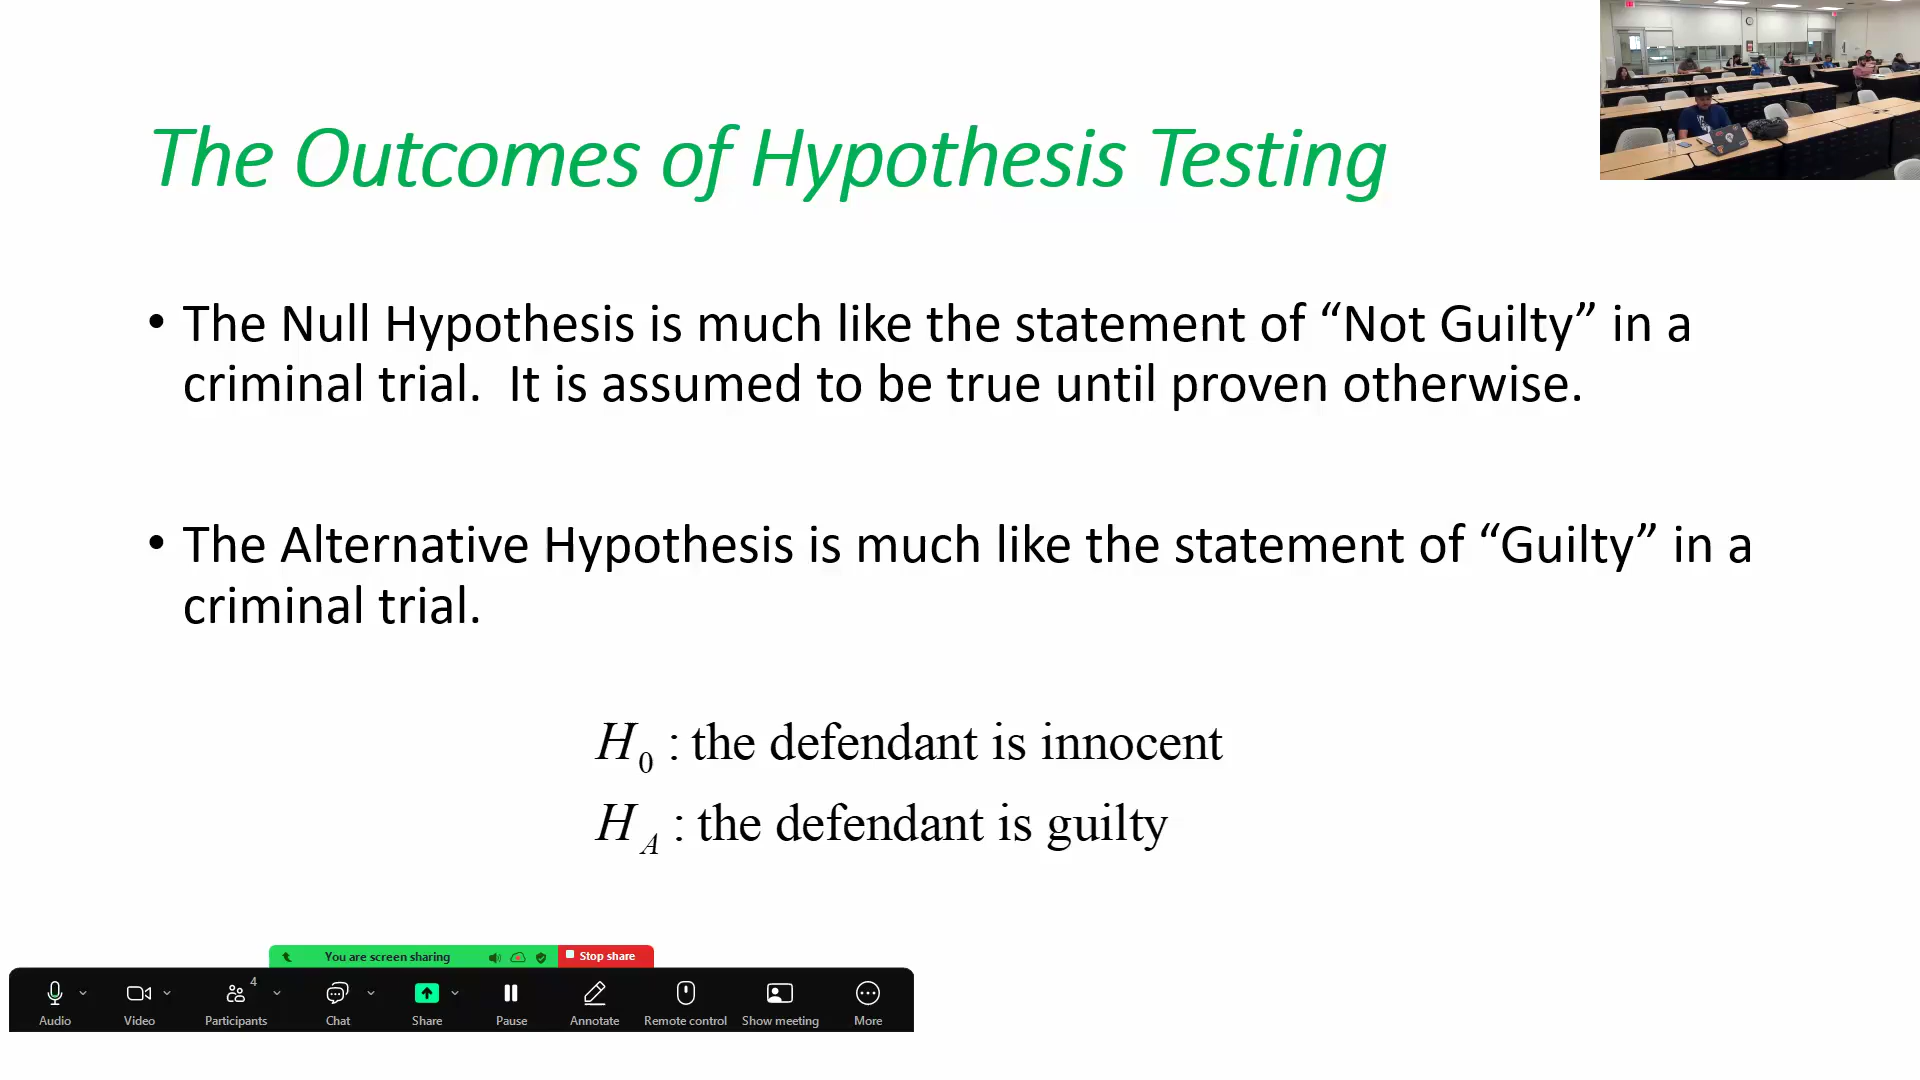 The Outcomes of Hypothesis Testing
• The Null Hypothesis is much like the statement of “Not Guilty” in a
criminal trial.  It is assumed to be true until proven otherwise.
• The Alternative Hypothesis is much like the statement of “Guilty” in a
criminal trial.
H₀ : the defendant is innocent
H_A : the defendant is guilty
You are screen sharing
Stop share
4
Audio
Video
Participants
Chat
Share
Pause
Annotate
Remote control
Show meeting
More